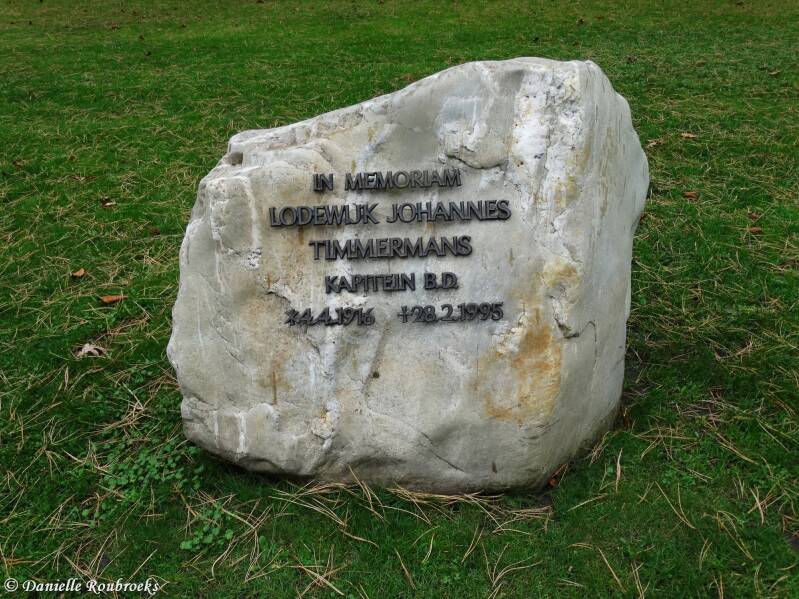 IN MEMORIAM
LODEWIJK JOHANNES
TIMMERMANS
KAPITEIN B.D.
*4.4.1916 †28.2.1995
© Danielle Roubroeks